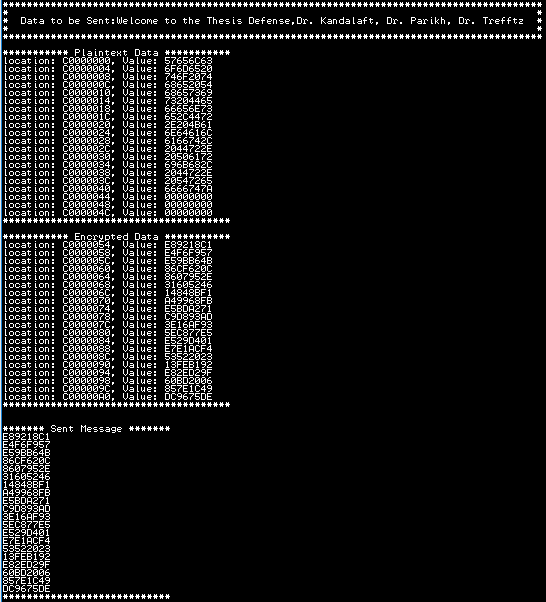 ******************************************************************************************
* *
* Data to be Sent:Welcome to the Thesis Defense,Dr. Kandalaft, Dr. Parikh, Dr. Trefftz *
* *
******************************************************************************************
*********** Plaintext Data ***********
location: C0000000, Value: 57656C63
location: C0000004, Value: 6F6D6520
location: C0000008, Value: 746F2074
location: C000000C, Value: 68652054
location: C0000010, Value: 68657369
location: C0000014, Value: 73204465
location: C0000018, Value: 66656E73
location: C000001C, Value: 652C4472
location: C0000020, Value: 2E204B61
location: C0000024, Value: 6E64616C
location: C0000028, Value: 6166742C
location: C000002C, Value: 2044722E
location: C0000030, Value: 20506172
location: C0000034, Value: 696B682C
location: C0000038, Value: 2044722E
location: C000003C, Value: 20547265
location: C0000040, Value: 6666747A
location: C0000044, Value: 00000000
location: C0000048, Value: 00000000
location: C000004C, Value: 00000000
**************************************
*********** Encrypted Data ***********
location: C0000054, Value: E89218C1
location: C0000058, Value: E4F6F957
location: C000005C, Value: E59BB64B
location: C0000060, Value: 86CF620C
location: C0000064, Value: 8607952E
location: C0000068, Value: 31605246
location: C000006C, Value: 14848BF1
location: C0000070, Value: A49968FB
location: C0000074, Value: E5BDA271
location: C0000078, Value: C9D893AD
location: C000007C, Value: 3E16AF93
location: C0000080, Value: 5EC877E5
location: C0000084, Value: E529D401
location: C0000088, Value: E7E1ACF4
location: C000008C, Value: 53522023
location: C0000090, Value: 13FEB192
location: C0000094, Value: E82ED29F
location: C0000098, Value: 60BD2006
location: C000009C, Value: 857E1C49
location: C00000A0, Value: DC9675DE
**************************************
******* Sent Message *******
E89218C1
E4F6F957
E59BB64B
86CF620C
8607952E
31605246
14848BF1
A49968FB
E5BDA271
C9D893AD
3E16AF93
5EC877E5
E529D401
E7E1ACF4
53522023
13FEB192
E82ED29F
60BD2006
857E1C49
DC9675DE
****************************